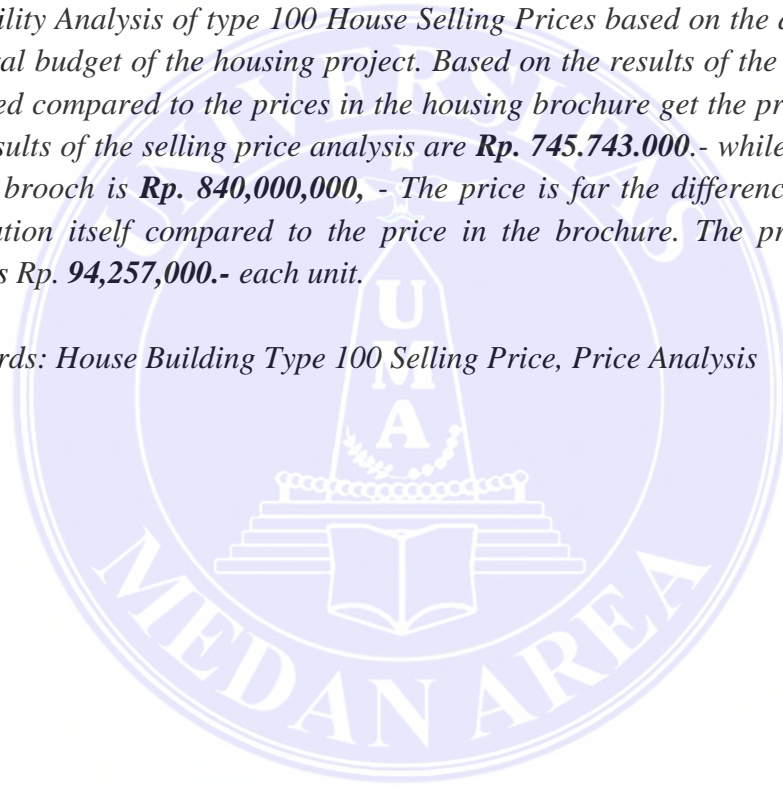 ility Analysis of type 100 House Selling Prices based on the
al budget of the housing project. Based on the results of the
ed compared to the prices in the housing brochure get the pr
sults of the selling price analysis are Rp. 745.743.000.- while
brooch is Rp. 840,000,000, - The price is far the differenc
tion itself compared to the price in the brochure. The pr
s Rp. 94,257,000.- each unit.
rds: House Building Type 100 Selling Price, Price Analysis
UNIVERSITAS
UMA
MEDAN AREA